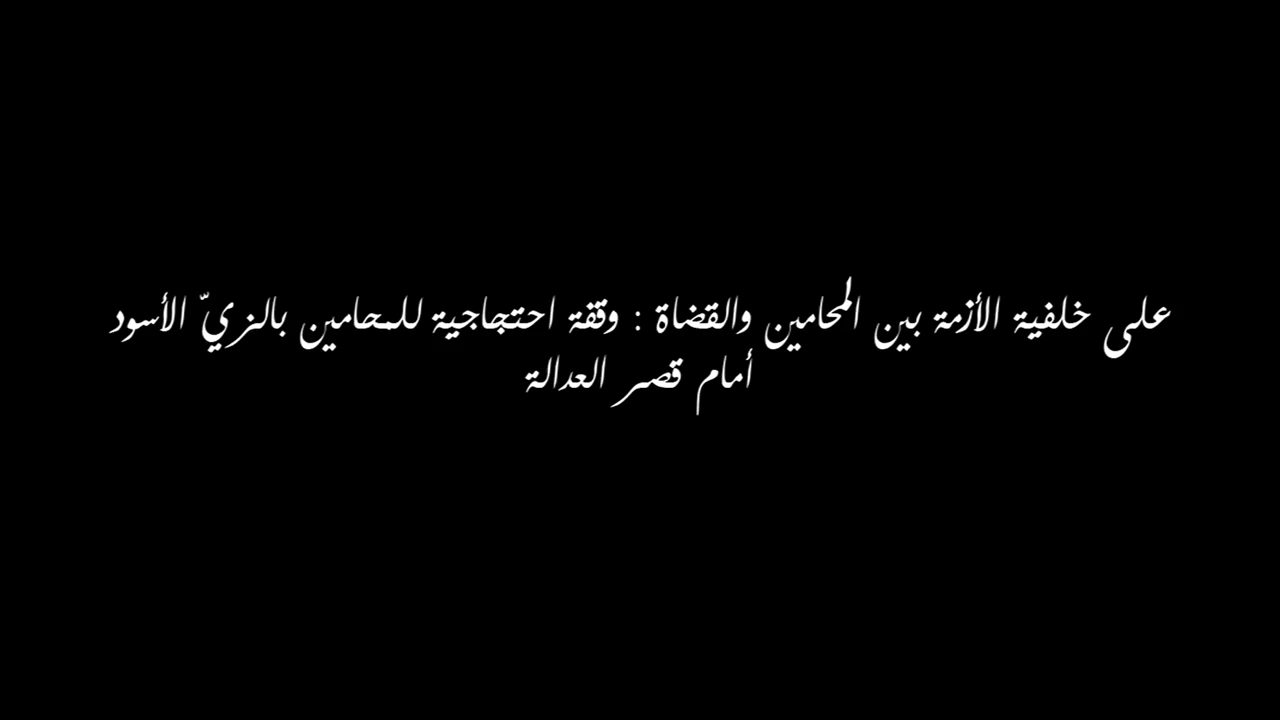 على خلفية الأزمة بين المحامين والقضاة : وقفة احتجاجية للمحامين بالزيّ الأسود
أمام قصر العدالة